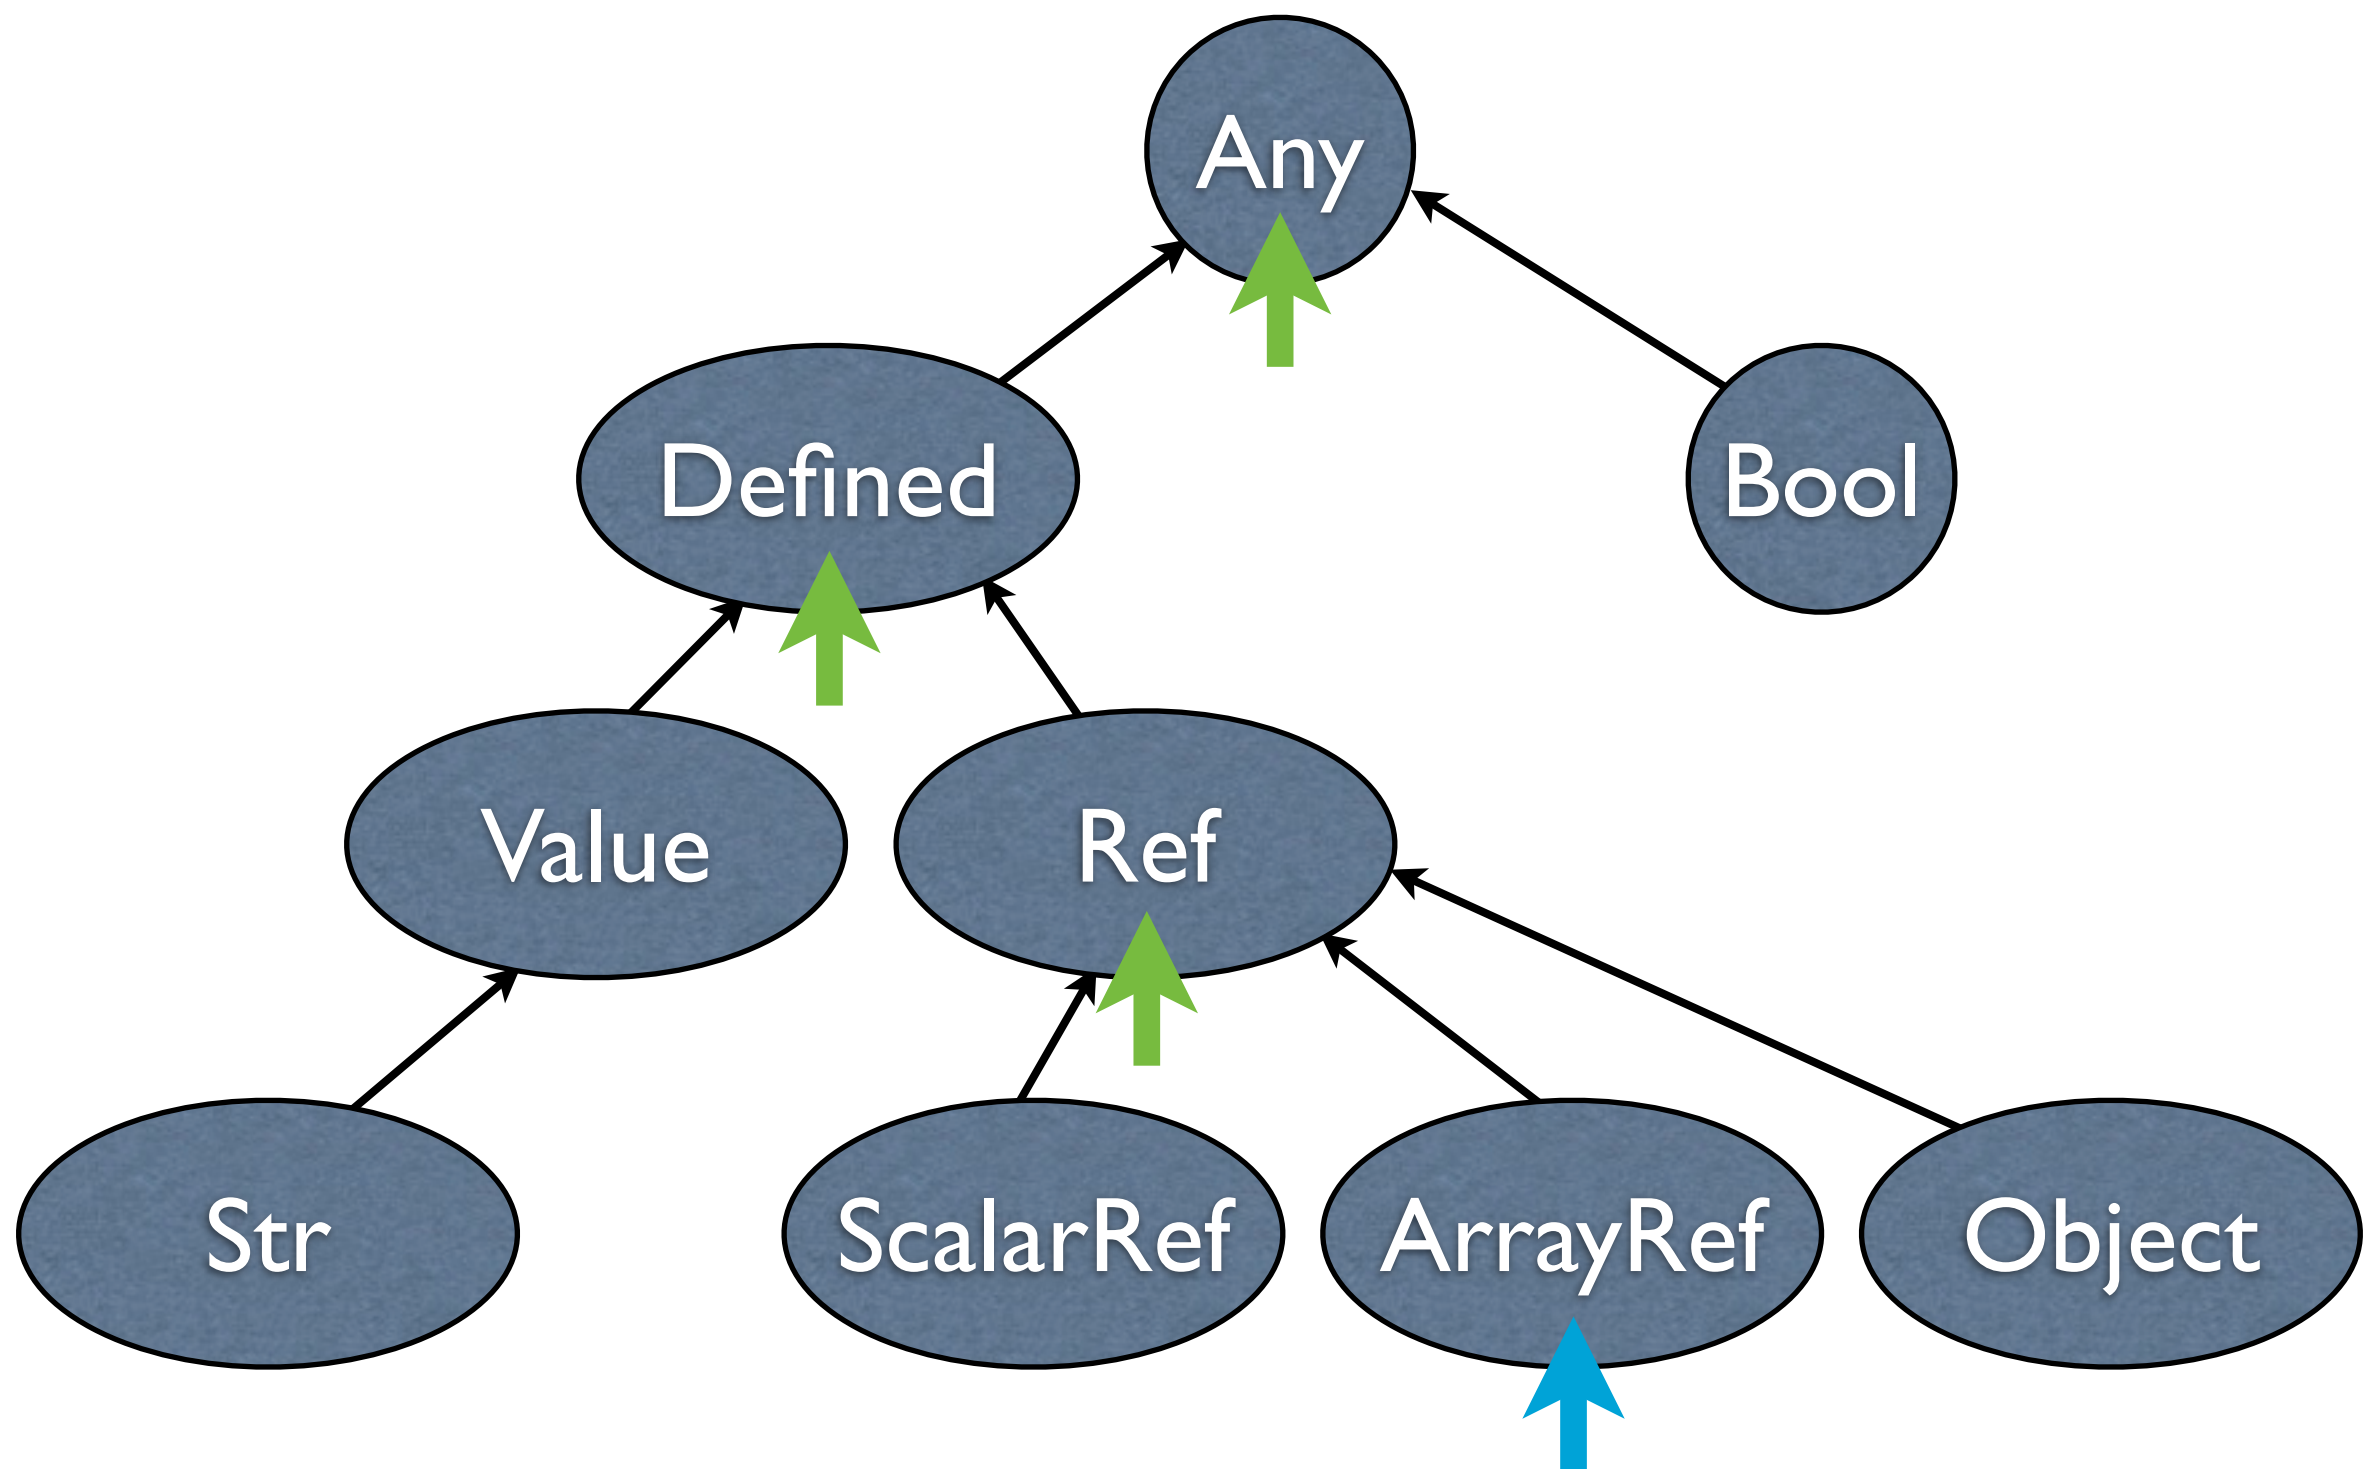 Any
Defined
Bool
Value
Ref
Str
ScalarRef
ArrayRef
Object